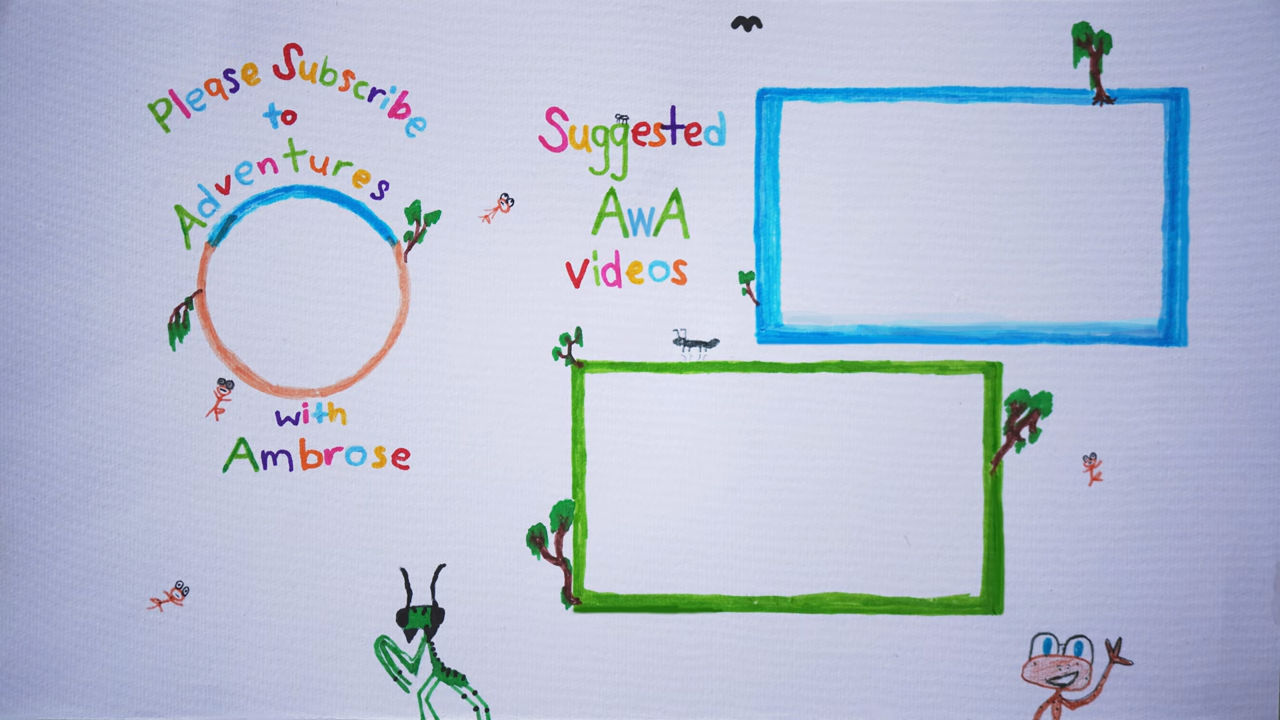 Please Subscribe
to
Adventures
with
Ambrose
Suggested
AwA
videos